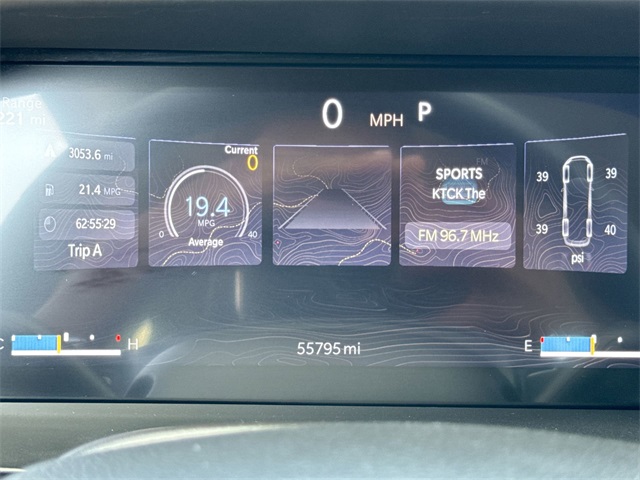 Range
221 mi
0 MPH P
A 3053.6 mi
21.4 MPG
62:55:29
Trip A
Current
0
19.4
MPG
0 40
Average
FM
SPORTS
KTCK The
FM 96.7 MHz
39 39
39 40
psi
C H
55795 mi
E